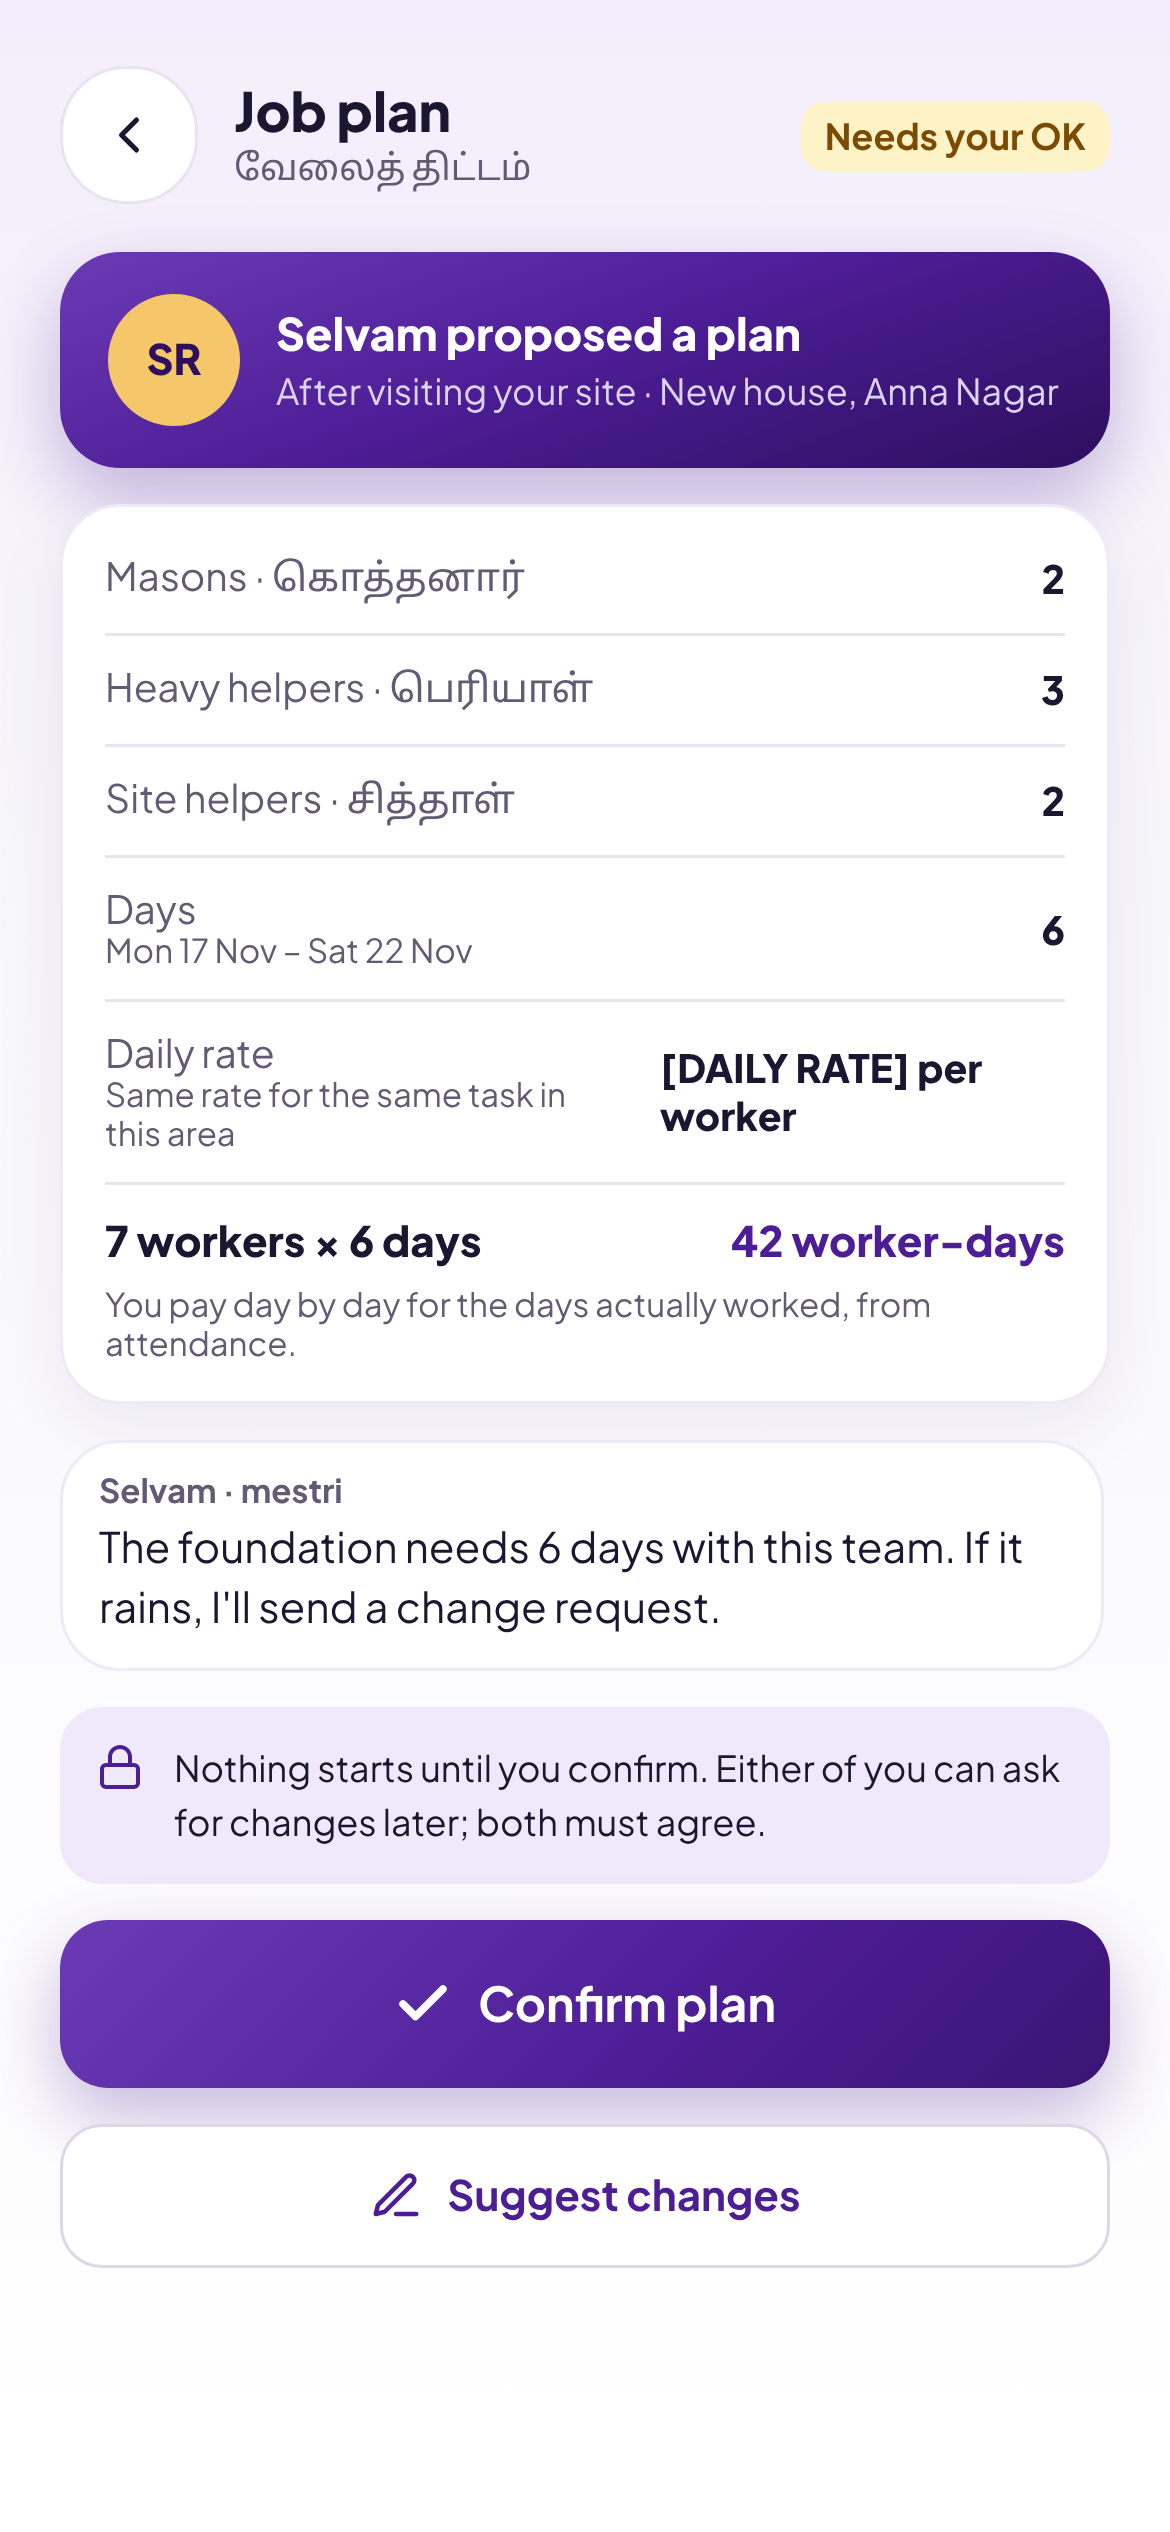 Job plan
வேலைத் திட்டம்
Needs your OK
SR
Selvam proposed a plan
After visiting your site · New house, Anna Nagar
Masons · கொத்தனார்
2
Heavy helpers · பெரியாள்
3
Site helpers · சித்தாள்
2
Days
Mon 17 Nov – Sat 22 Nov
6
Daily rate
Same rate for the same task in
this area
[DAILY RATE] per
worker
7 workers × 6 days
42 worker-days
You pay day by day for the days actually worked, from
attendance.
Selvam · mestri
The foundation needs 6 days with this team. If it
rains, I'll send a change request.
Nothing starts until you confirm. Either of you can ask
for changes later; both must agree.
Confirm plan
Suggest changes